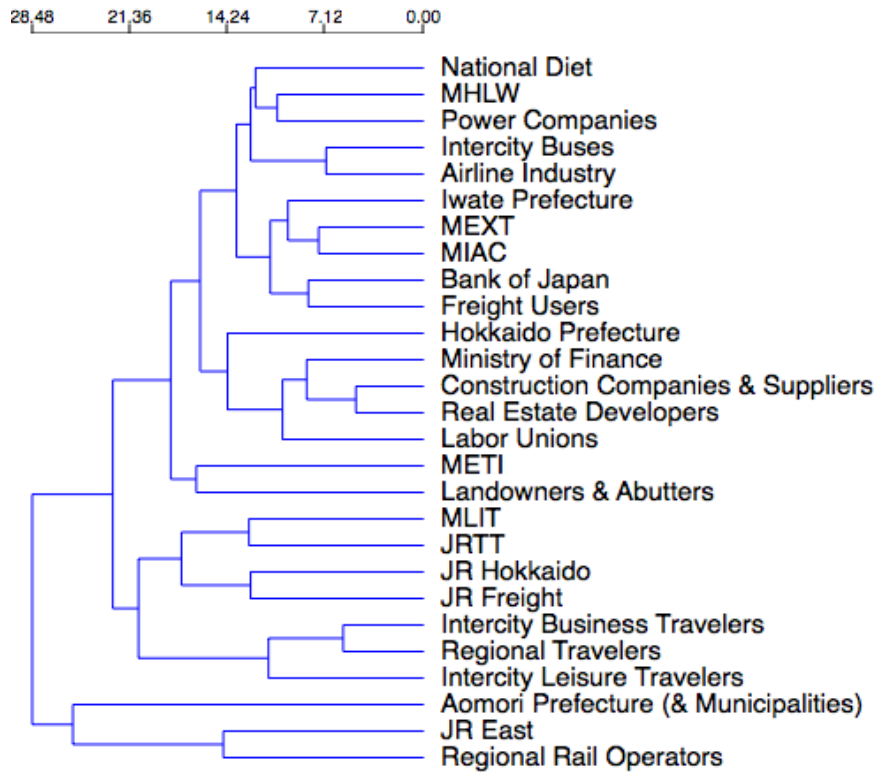 28,48 21,36 14,24 7,12 0.00
National Diet
MHLW
Power Companies
Intercity Buses
Airline Industry
Iwate Prefecture
MEXT
MIAC
Bank of Japan
Freight Users
Hokkaido Prefecture
Ministry of Finance
Construction Companies & Suppliers
Real Estate Developers
Labor Unions
METI
Landowners & Abutters
MLIT
JRTT
JR Hokkaido
JR Freight
Intercity Business Travelers
Regional Travelers
Intercity Leisure Travelers
Aomori Prefecture (& Municipalities)
JR East
Regional Rail Operators